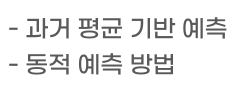 - 과거 평균 기반 예측
- 동적 예측 방법